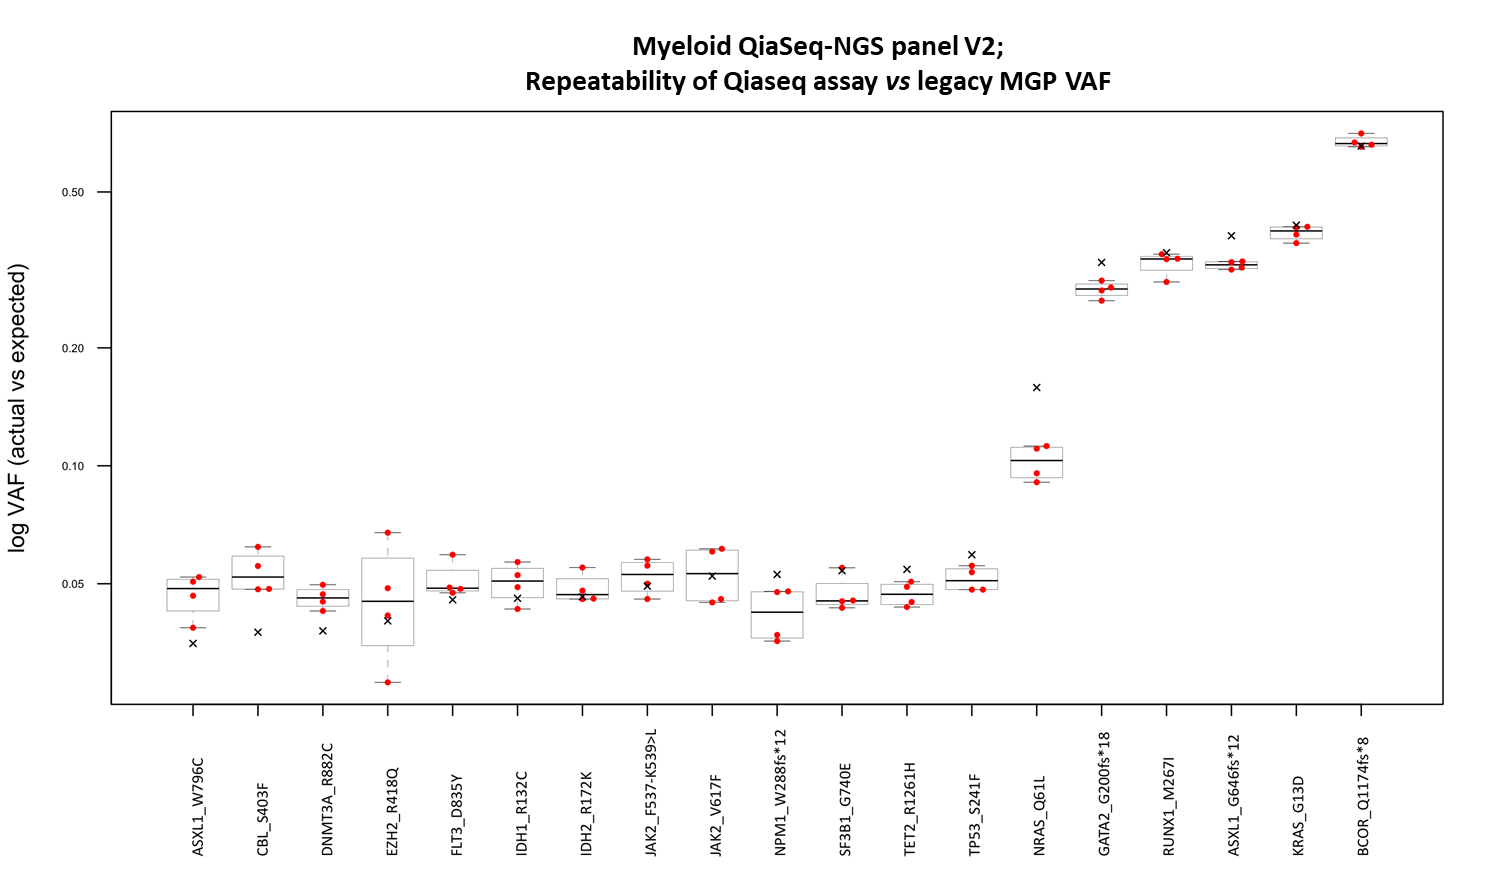 Myeloid QiaSeq-NGS panel V2;
Repeatability of Qiaseq assay vs legacy MGP VAF
log VAF (actual vs expected)
0.50
0.20
0.10
0.05
ASXL1_W796C
CBL_S403F
DNMT3A_R882C
EZH2_R418Q
FLT3_D835Y
IDH1_R132C
IDH2_R172K
JAK2_F537-K539>L
JAK2_V617F
NPM1_W288fs*12
SF3B1_G740E
TET2_R1261H
TP53_S241F
NRAS_Q61L
GATA2_G200fs*18
RUNX1_M267I
ASXL1_G646fs*12
KRAS_G13D
BCOR_Q1174fs*8